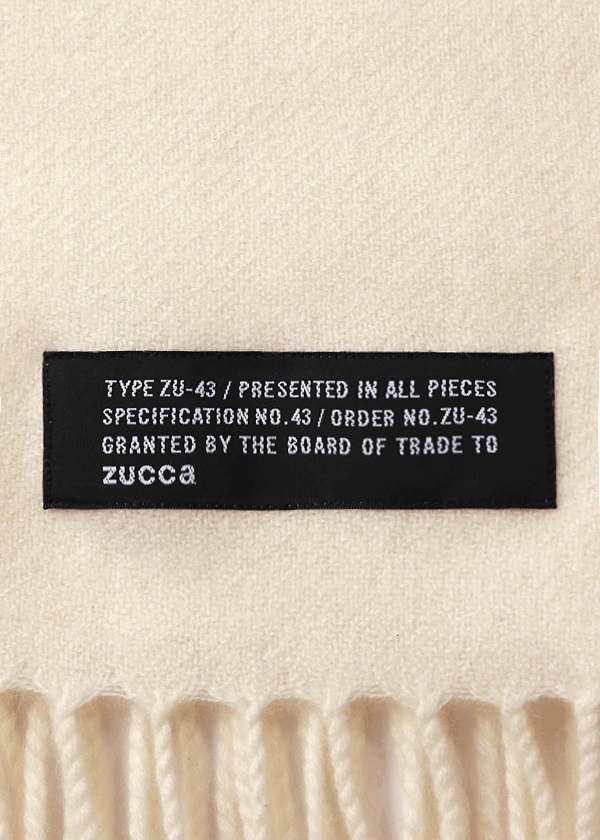 TYPE ZU-43 / PRESENTED IN ALL PIECES
SPECIFICATION NO.43 / ORDER NO.ZU-43
GRANTED BY THE BOARD OF TRADE TO
zucca